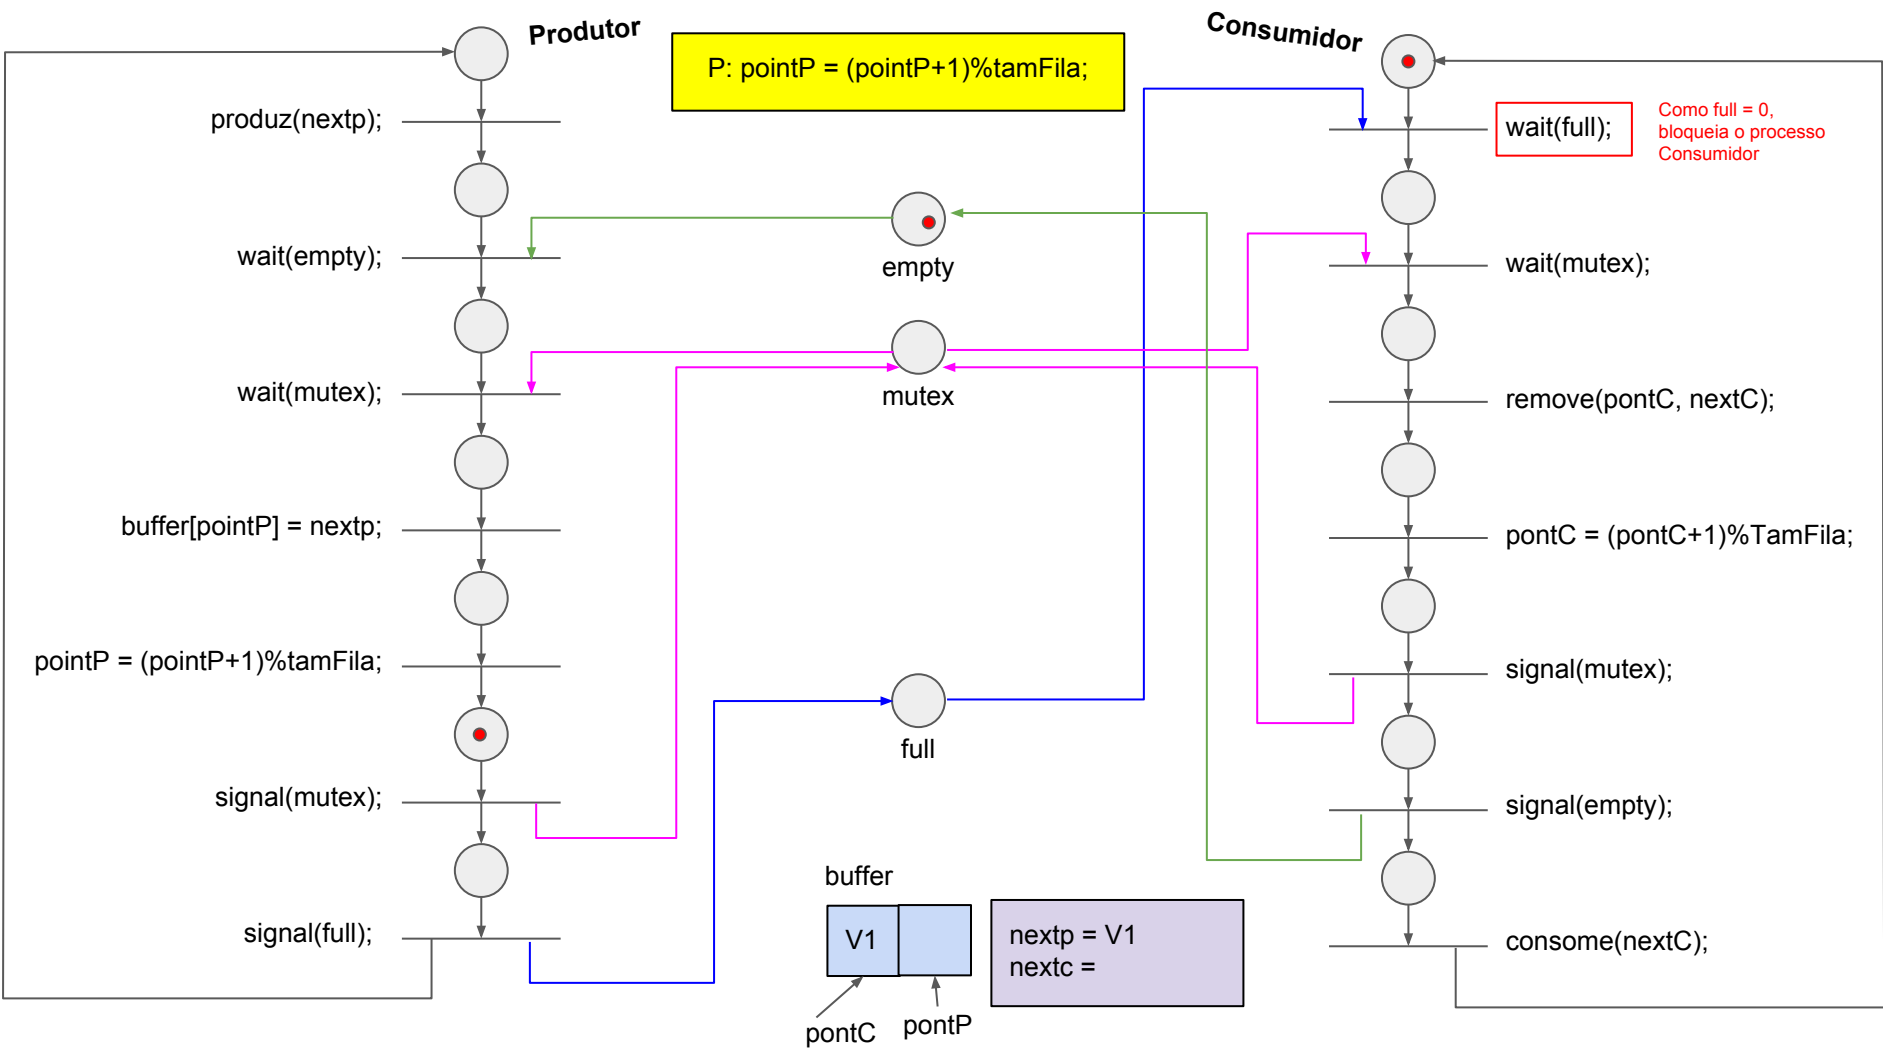 Produtor
P: pointP = (pointP+1)%tamFila;
Consumidor
produz(nextp);
wait(empty);
wait(mutex);
buffer[pointP] = nextp;
pointP = (pointP+1)%tamFila;
signal(mutex);
signal(full);
empty
mutex
full
buffer
V1
pontC
pontP
nextp = V1
nextc =
wait(full);
Como full = 0,
bloqueia o processo
Consumidor
wait(mutex);
remove(pontC, nextC);
pontC = (pontC+1)%TamFila;
signal(mutex);
signal(empty);
consome(nextC);